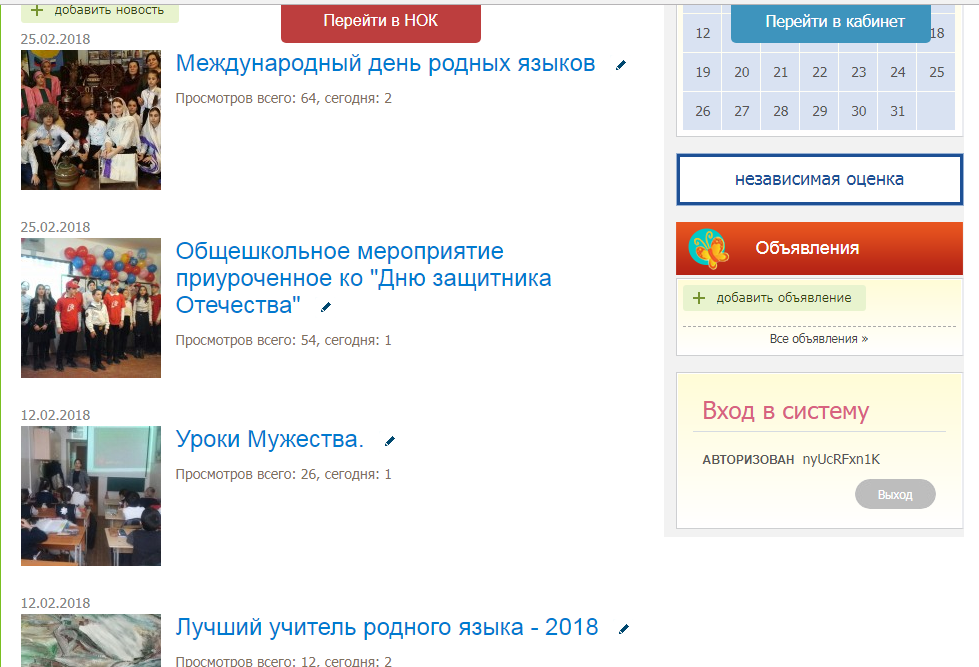 добавить новость
Перейти в НОК
25.02.2018
Международный день родных языков
Просмотров всего: 64, сегодня: 2
25.02.2018
Общешкольное мероприятие
приуроченное ко "Дню защитника
Отечества"
Просмотров всего: 54, сегодня: 1
12.02.2018
Уроки Мужества.
Просмотров всего: 26, сегодня: 1
12.02.2018
Лучший учитель родного языка - 2018
Просмотров всего: 12, сегодня: 2
Перейти в кабинет
12 18
19 20 21 22 23 24 25
26 27 28 29 30 31
независимая оценка
Объявления
+ добавить объявление
Все объявления »
Вход в систему
АВТОРИЗОВАН nyUcRFxn1K
Выход